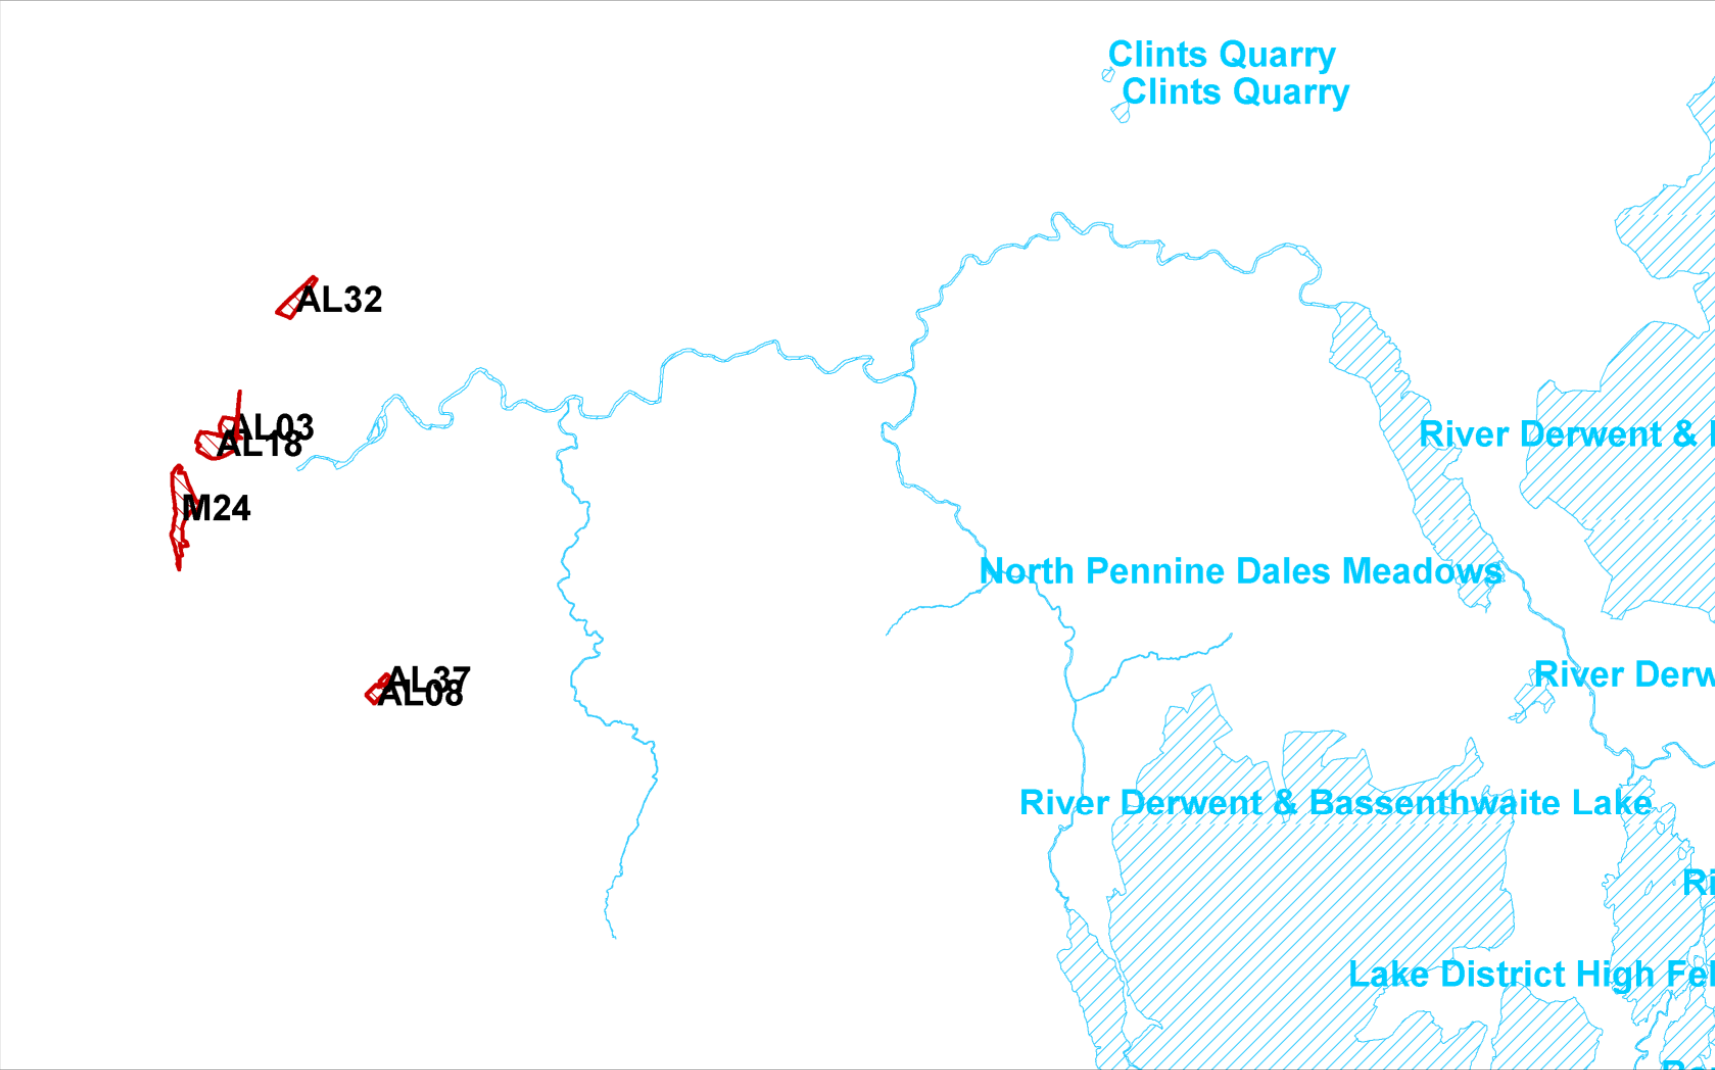 Clints Quarry
Clints Quarry
AL32
AL03
River Derwent &
AL18
M24
North Pennine Dales Meadows
AL37
River Derw
AL08
River Derwent & Bassenthwaite Lake
Ri
Lake District High Fel